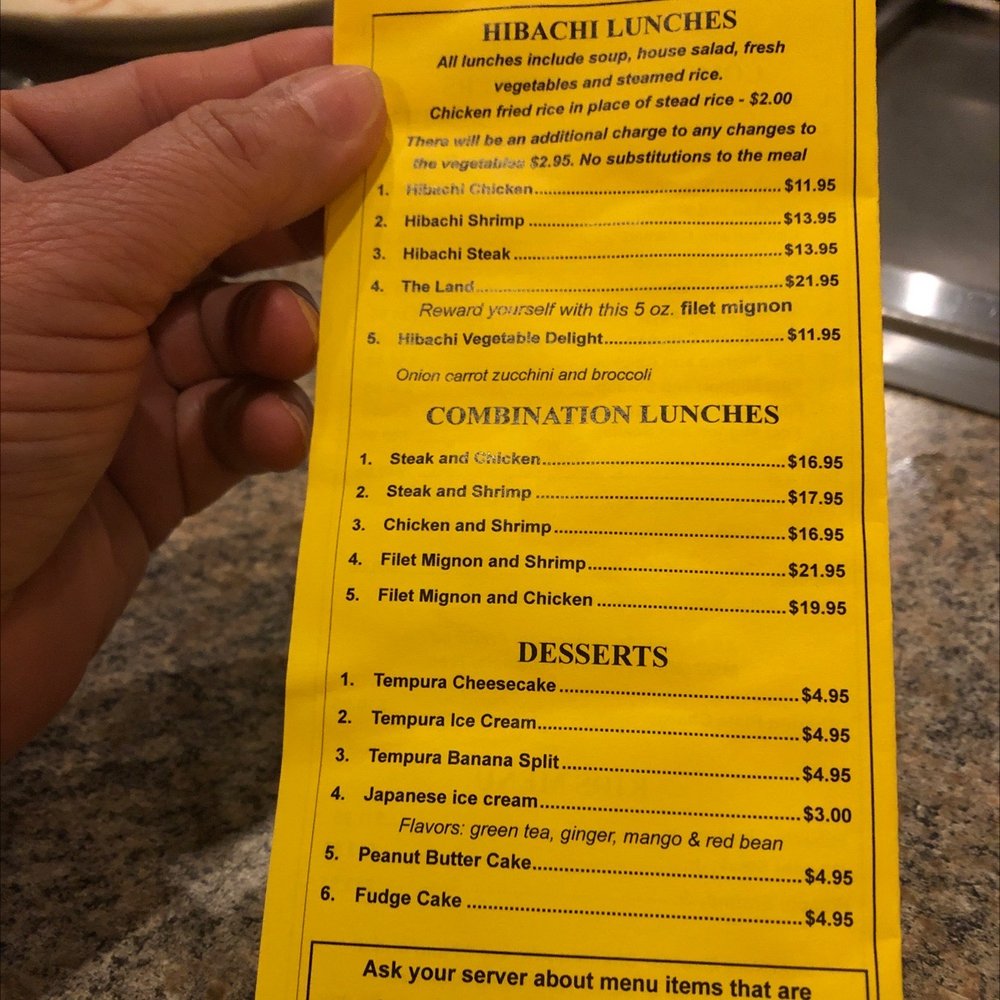 HIBACHI LUNCHES
All lunches include soup, house salad, fresh
vegetables and steamed rice.
Chicken fried rice in place of stead rice - $2.00
There will be an additional charge to any changes to
the vegetables $2.95. No substitutions to the meal
1. Hibachi Chicken........................................ $11.95
2. Hibachi Shrimp ........................................ $13.95
3. Hibachi Steak........................................ $13.95
4. The Land........................................ $21.95
Reward yourself with this 5 oz. filet mignon
5. Hibachi Vegetable Delight........................................ $11.95
Onion carrot zucchini and broccoli
COMBINATION LUNCHES
1. Steak and Chicken........................................ $16.95
2. Steak and Shrimp ........................................ $17.95
3. Chicken and Shrimp........................................ $16.95
4. Filet Mignon and Shrimp........................................ $21.95
5. Filet Mignon and Chicken ........................................ $19.95
DESSERTS
1. Tempura Cheesecake........................................ $4.95
2. Tempura Ice Cream........................................ $4.95
3. Tempura Banana Split........................................ $4.95
4. Japanese ice cream........................................ $3.00
Flavors: green tea, ginger, mango & red bean
5. Peanut Butter Cake........................................ $4.95
6. Fudge Cake ........................................ $4.95
Ask your server about menu items that are